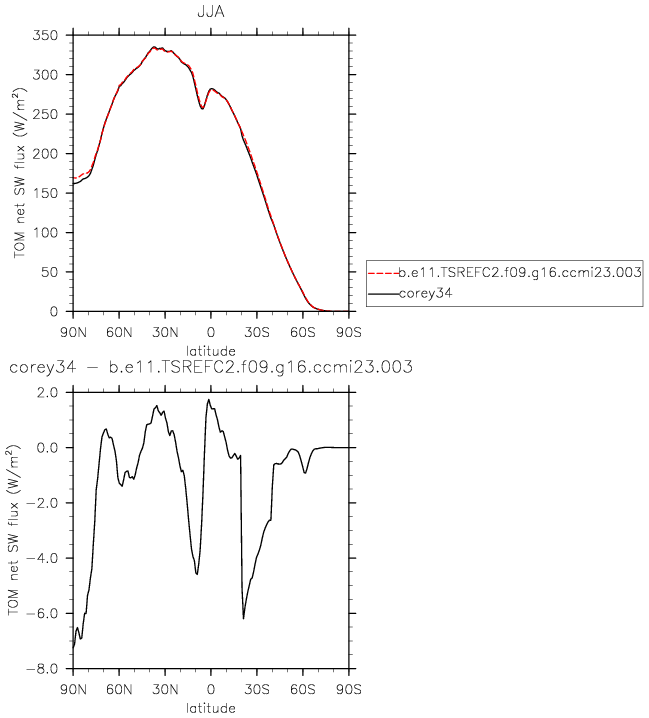 JJA
TOM net SW flux (W/m²)
350
300
250
200
150
100
50
0
90N 60N 30N 0 30S 60S 90S
latitude
b.e11.TSREFC2.f09.g16.ccmi23.003
corey34
corey34 – b.e11.TSREFC2.f09.g16.ccmi23.003
TOM net SW flux (W/m²)
2.0
0.0
-2.0
-4.0
-6.0
-8.0
90N 60N 30N 0 30S 60S 90S
latitude